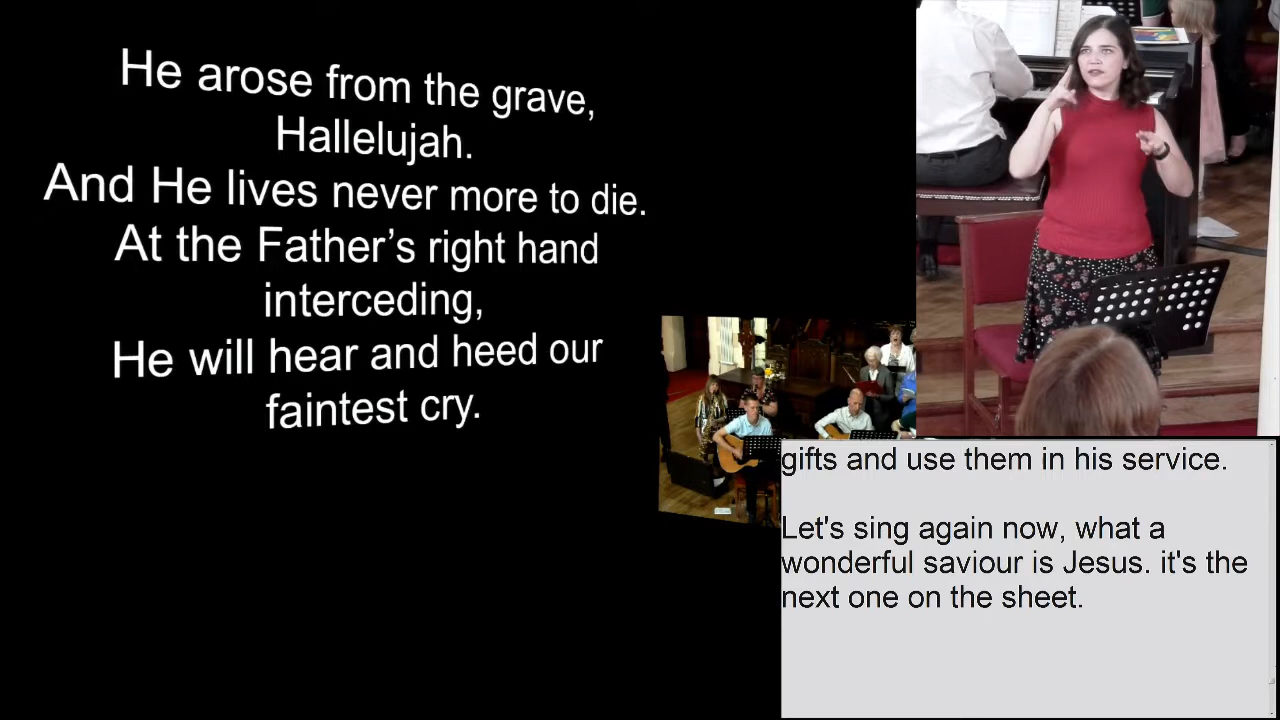 He arose from the grave,
Hallelujah.
And He lives never more to die.
At the Father’s right hand
interceding,
He will hear and heed our
faintest cry.
gifts and use them in his service.
Let's sing again now, what a
wonderful saviour is Jesus. it's the
next one on the sheet.